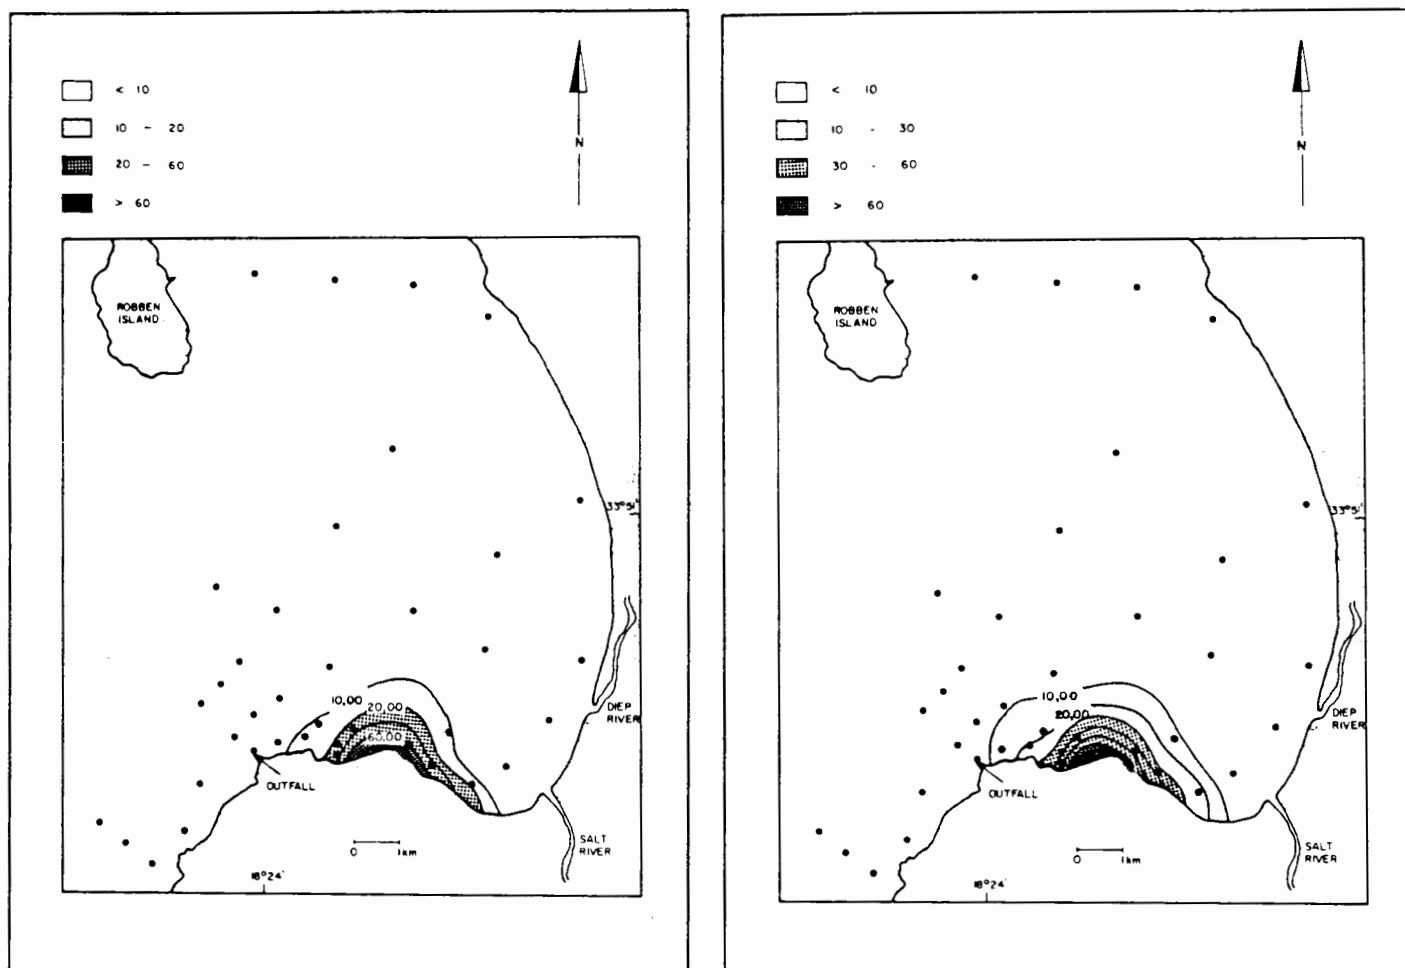 < 10
10 - 20
20 - 60
> 60
N
ROBBEN
ISLAND
33°51'
10,00
20,00
60,00
DIEP
RIVER
OUTFALL
SALT
RIVER
0 1km
18°24'
< 10
10 - 30
30 - 60
> 60
N
ROBBEN
ISLAND
33°51'
10,00
20,00
DIEP
RIVER
OUTFALL
SALT
RIVER
0 1km
18°24'